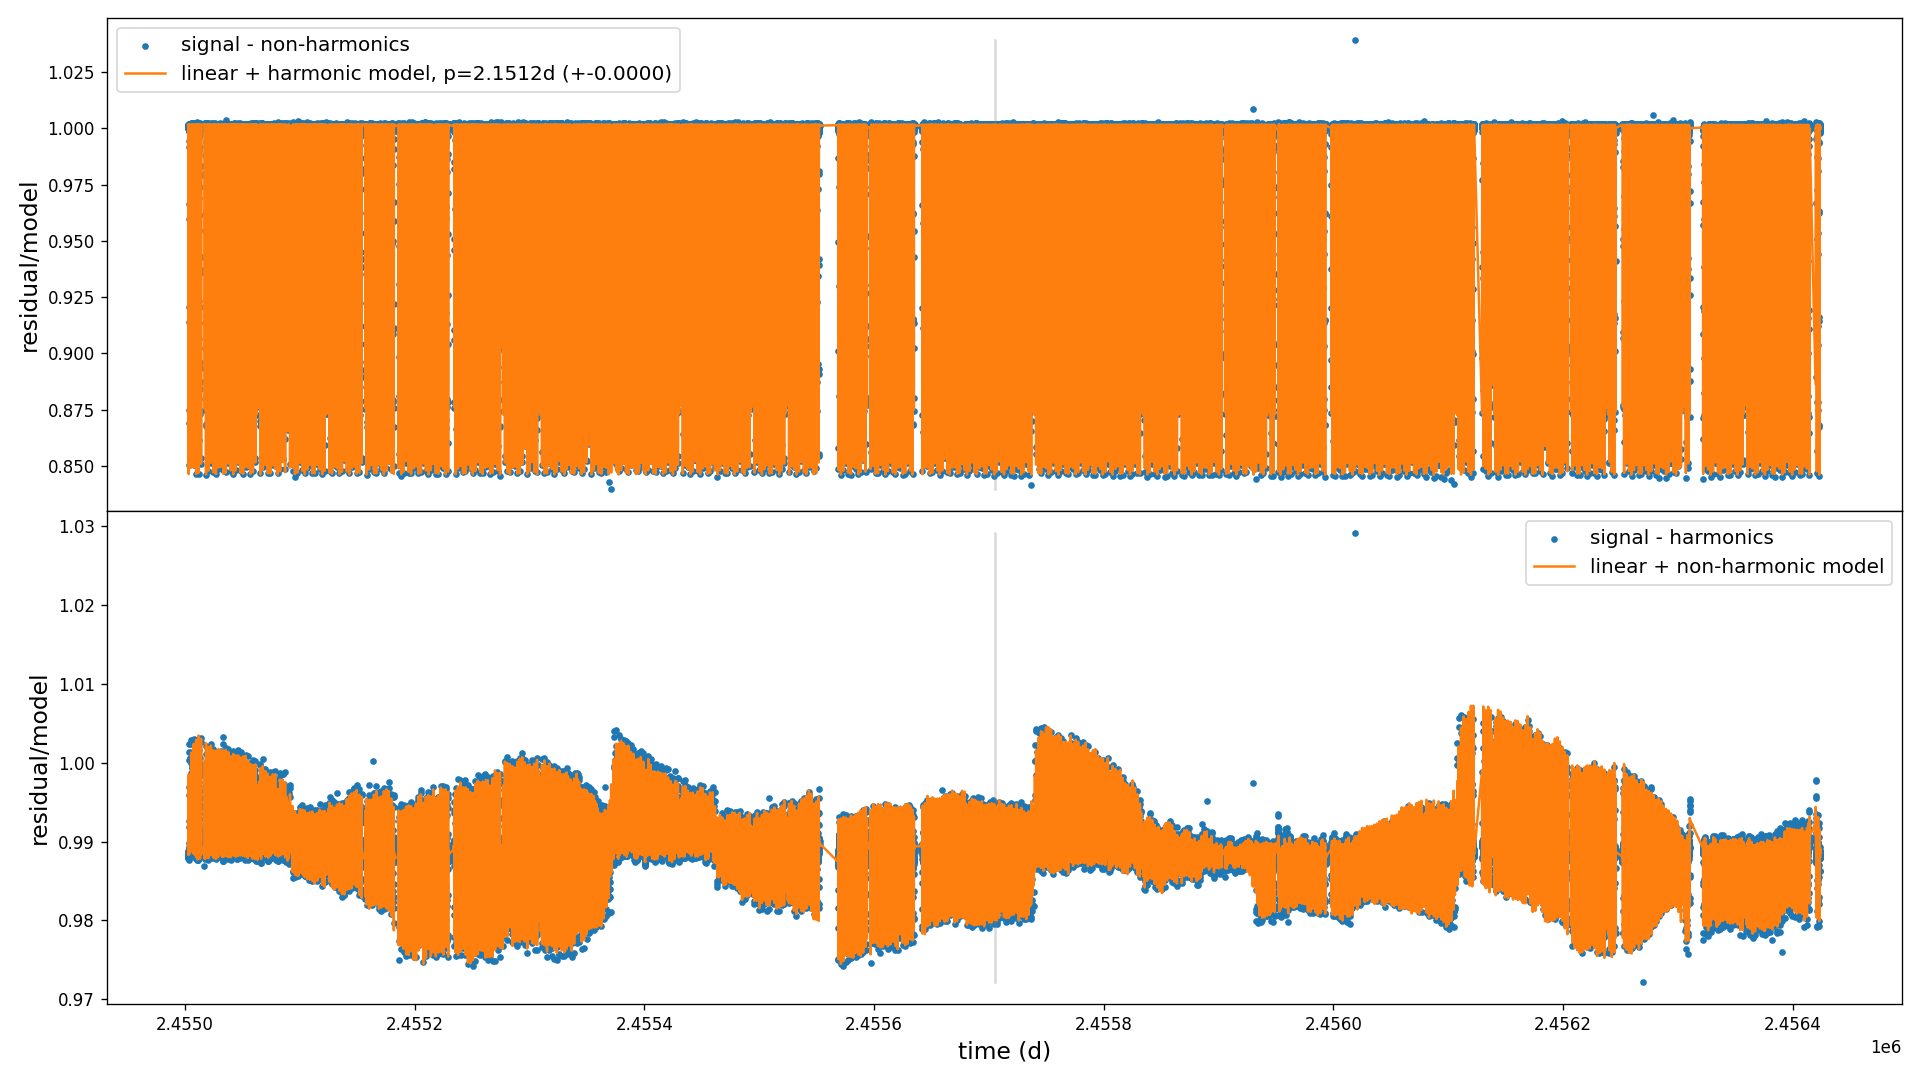 signal - non-harmonics
linear + harmonic model, p=2.1512d (+-0.0000)
1.025
1.000
0.975
0.950
0.925
0.900
0.875
0.850
residual/model
signal - harmonics
linear + non-harmonic model
1.03
1.02
1.01
1.00
0.99
0.98
0.97
residual/model
2.4550 2.4552 2.4554 2.4556 2.4558 2.4560 2.4562 2.4564
1e6
time (d)